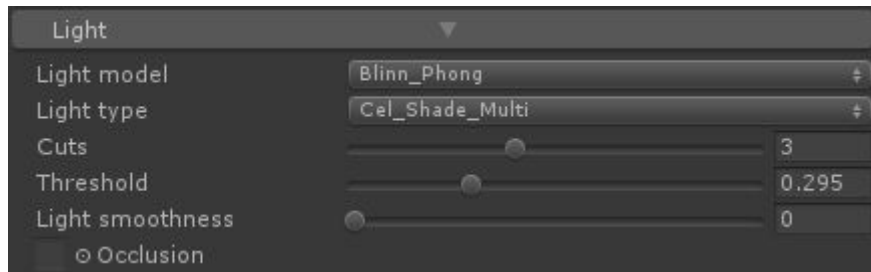 Light
Light model Blinn_Phong
Light type Cel_Shade_Multi
Cuts 3
Threshold 0.295
Light smoothness 0
Occlusion